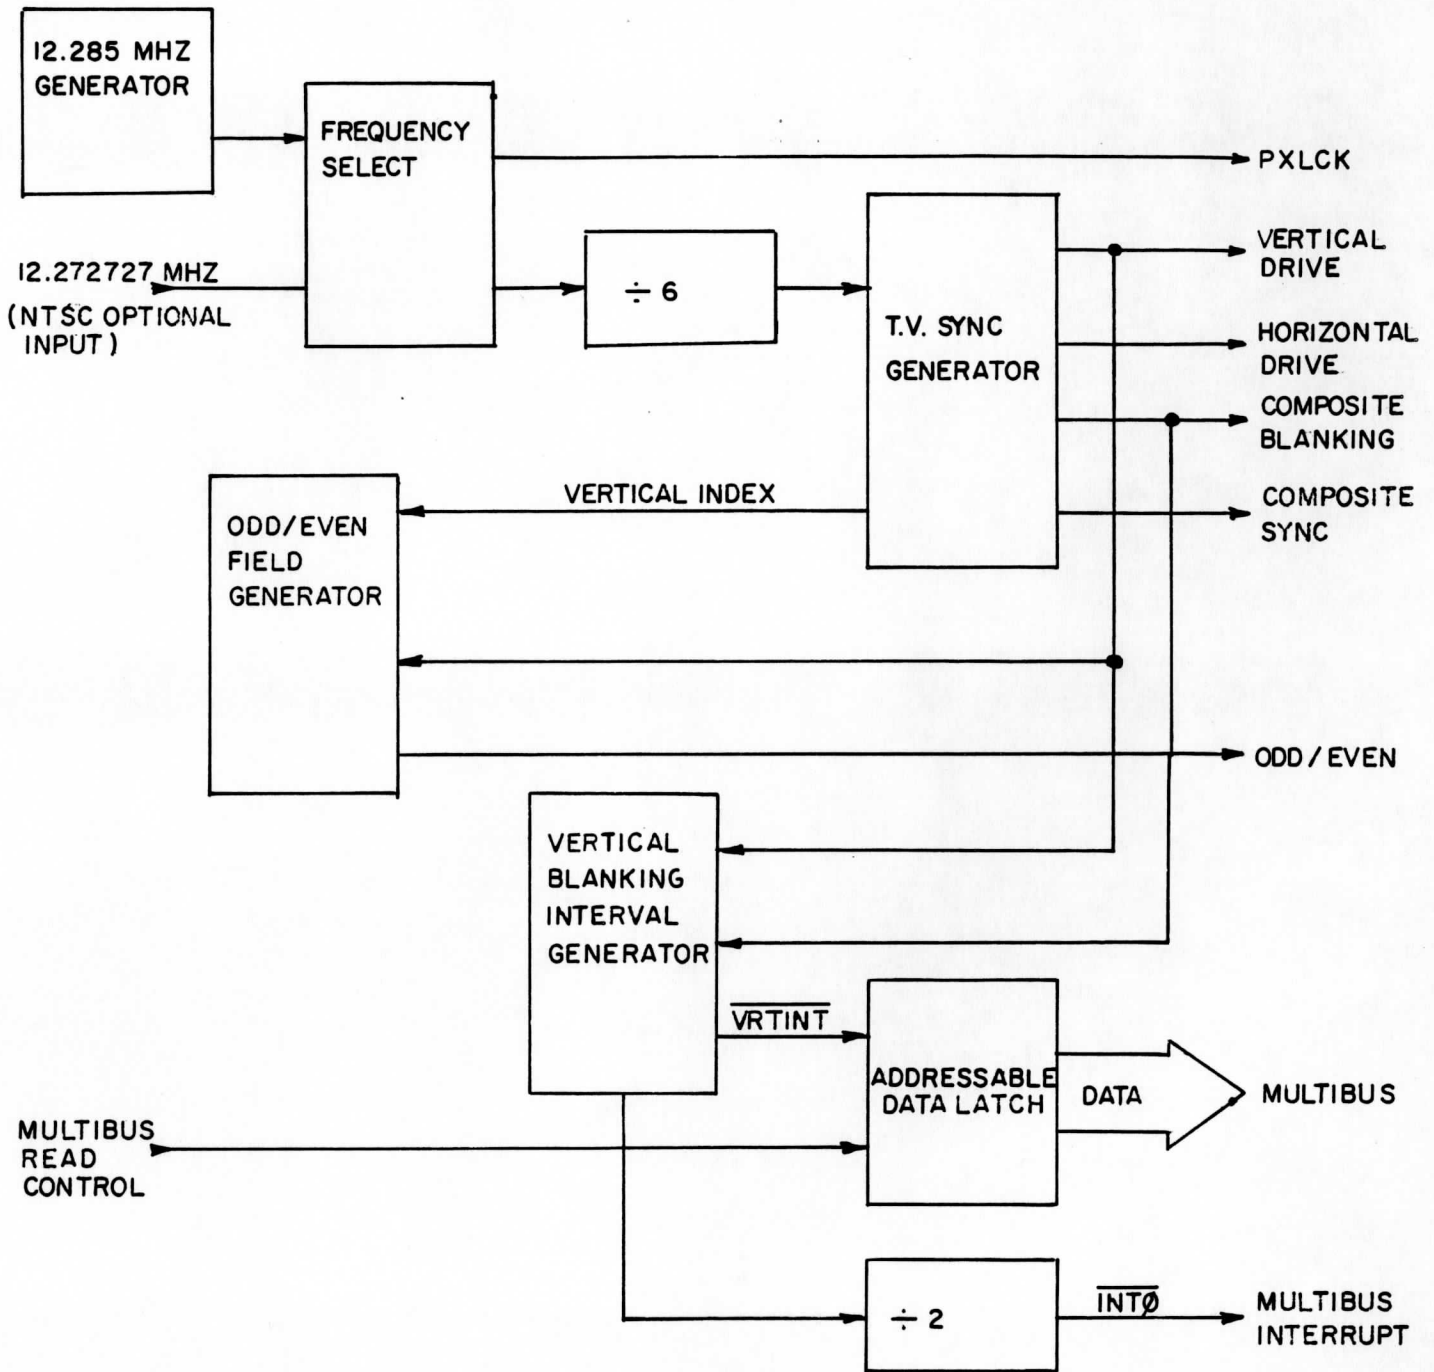 12.285 MHZ
GENERATOR
FREQUENCY
SELECT
PXLCK
12.272727 MHZ
(NTSC OPTIONAL
INPUT)
÷ 6
T.V. SYNC
GENERATOR
VERTICAL
DRIVE
HORIZONTAL
DRIVE
COMPOSITE
BLANKING
COMPOSITE
SYNC
VERTICAL INDEX
ODD/EVEN
FIELD
GENERATOR
ODD/EVEN
VERTICAL
BLANKING
INTERVAL
GENERATOR
VRTINT
ADDRESSABLE
DATA LATCH
DATA
MULTIBUS
MULTIBUS
READ
CONTROL
÷ 2
INTØ
MULTIBUS
INTERRUPT